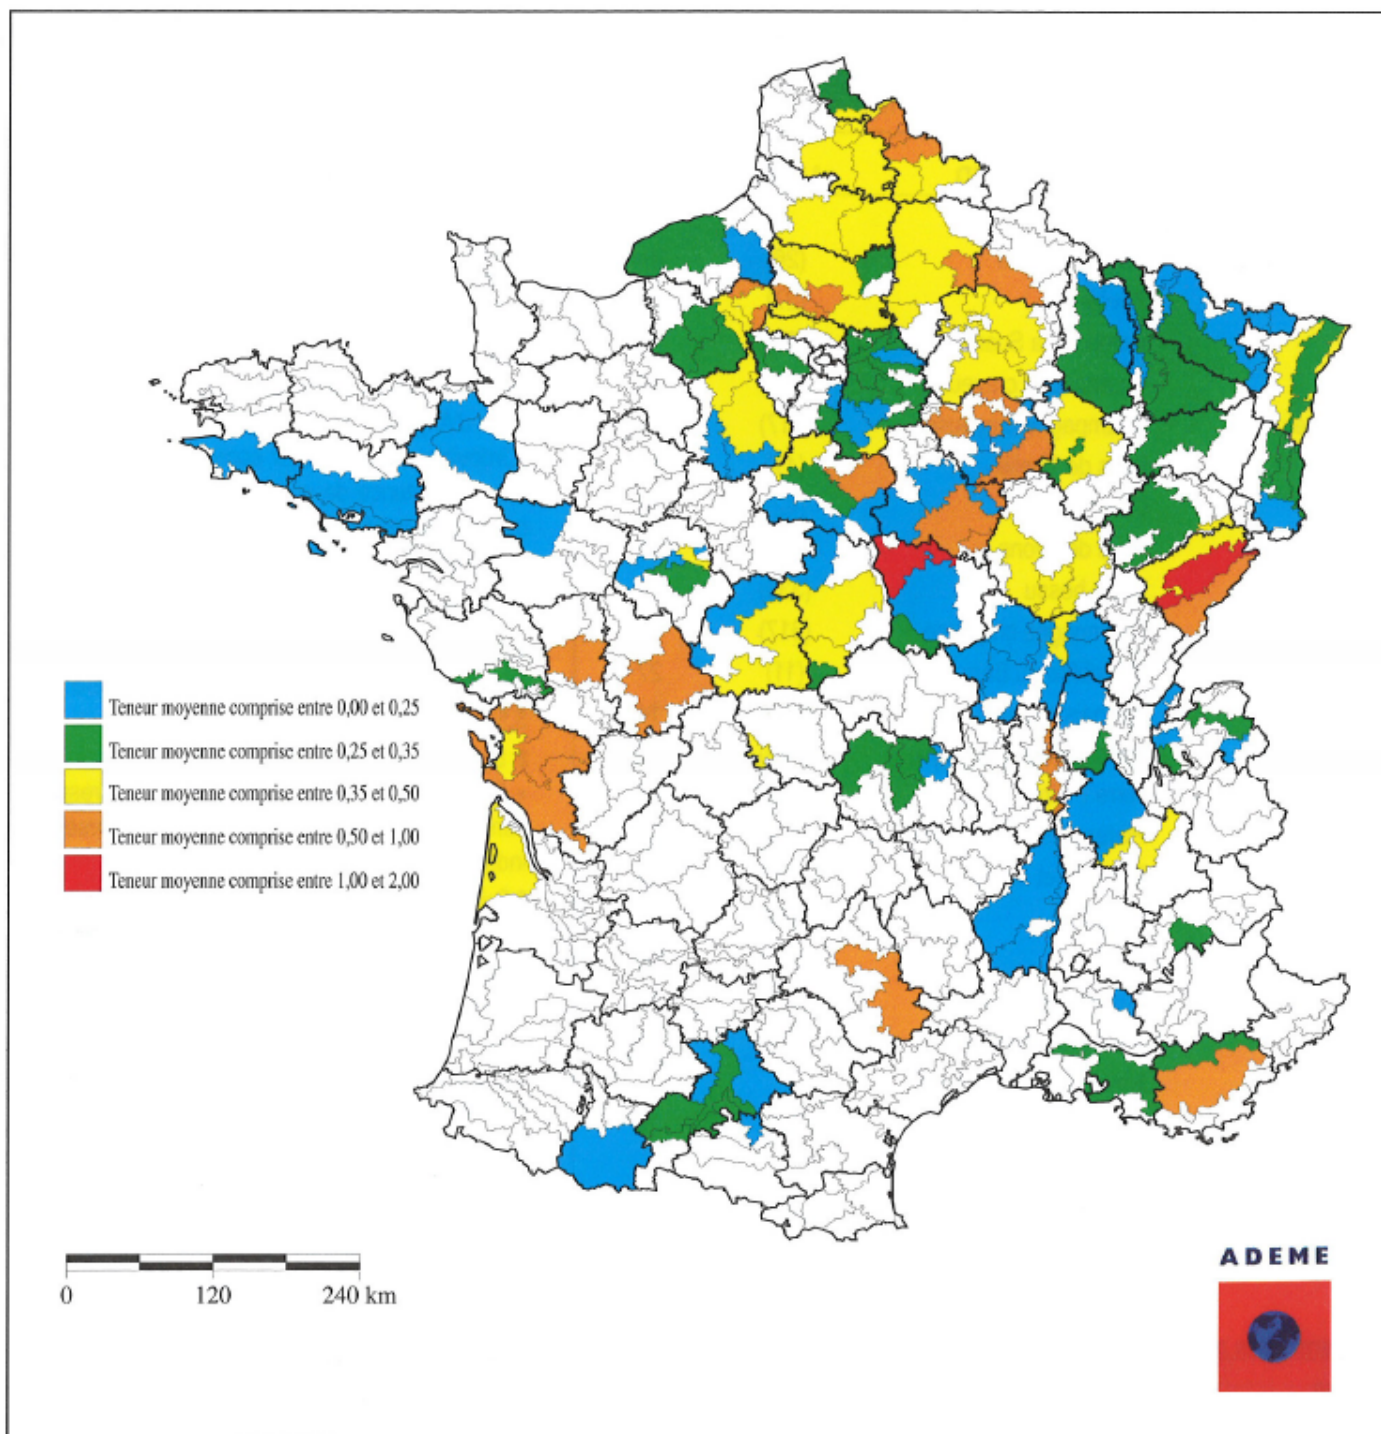 Teneur moyenne comprise entre 0,00 et 0,25
Teneur moyenne comprise entre 0,25 et 0,35
Teneur moyenne comprise entre 0,35 et 0,50
Teneur moyenne comprise entre 0,50 et 1,00
Teneur moyenne comprise entre 1,00 et 2,00
0 120 240 km
ADEME